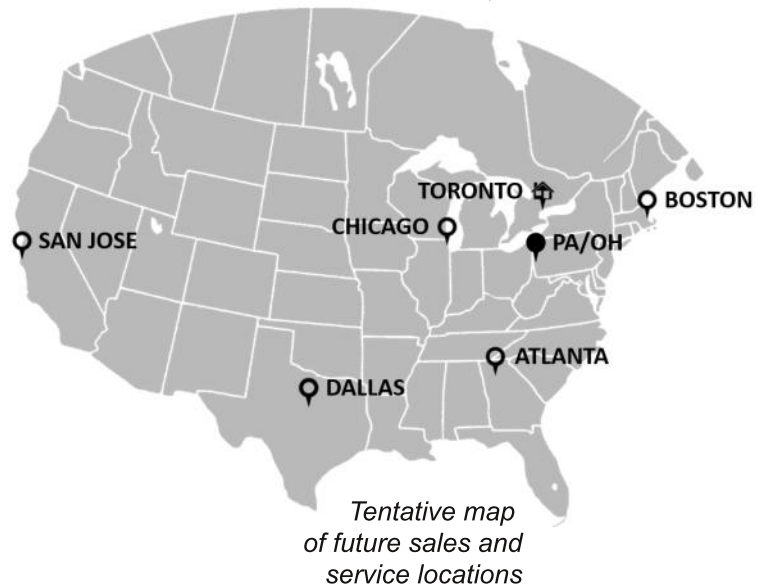 TORONTO
BOSTON
CHICAGO
SAN JOSE
PA/OH
ATLANTA
DALLAS
Tentative map
of future sales and
service locations